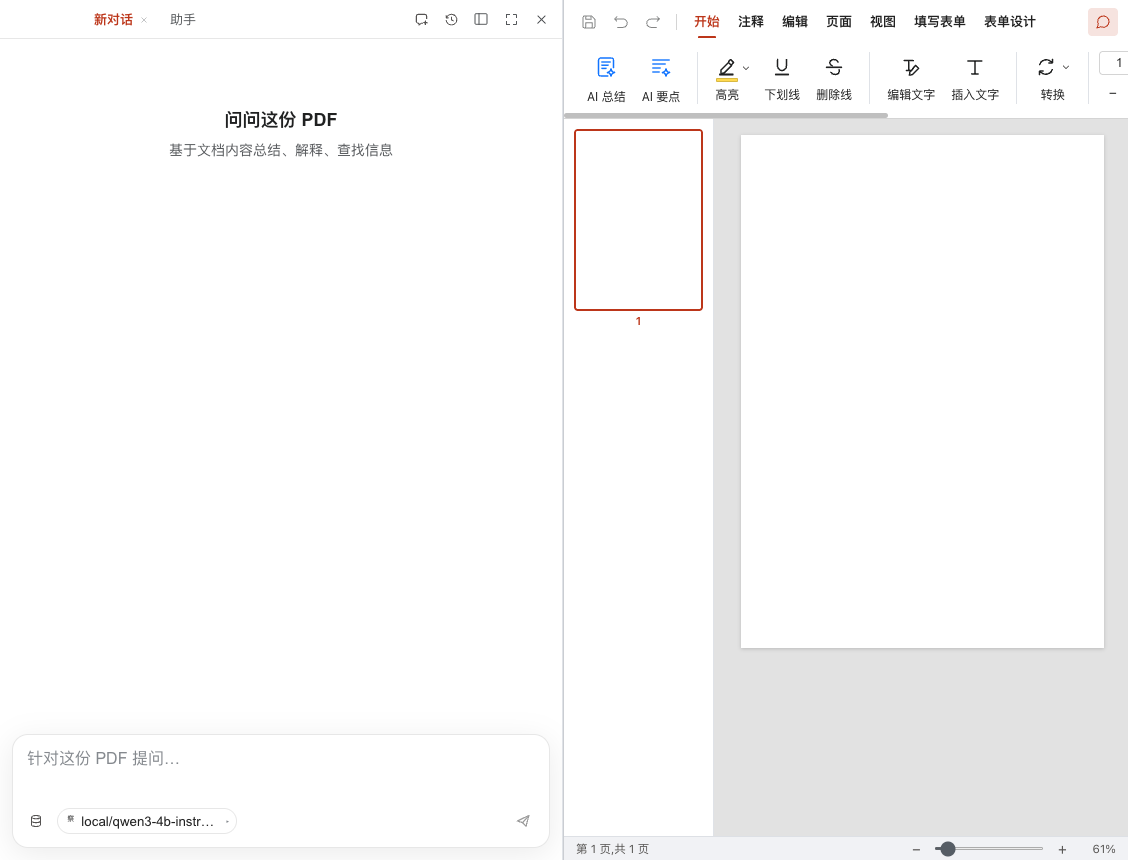 新对话 助手
问问这份 PDF
基于文档内容总结、解释、查找信息
针对这份 PDF 提问…
local/qwen3-4b-instr…
开始 注释 编辑 页面 视图 填写表单 表单设计
AI 总结 AI 要点 高亮 下划线 删除线 编辑文字 插入文字 转换
1
1
第 1 页,共 1 页
61%